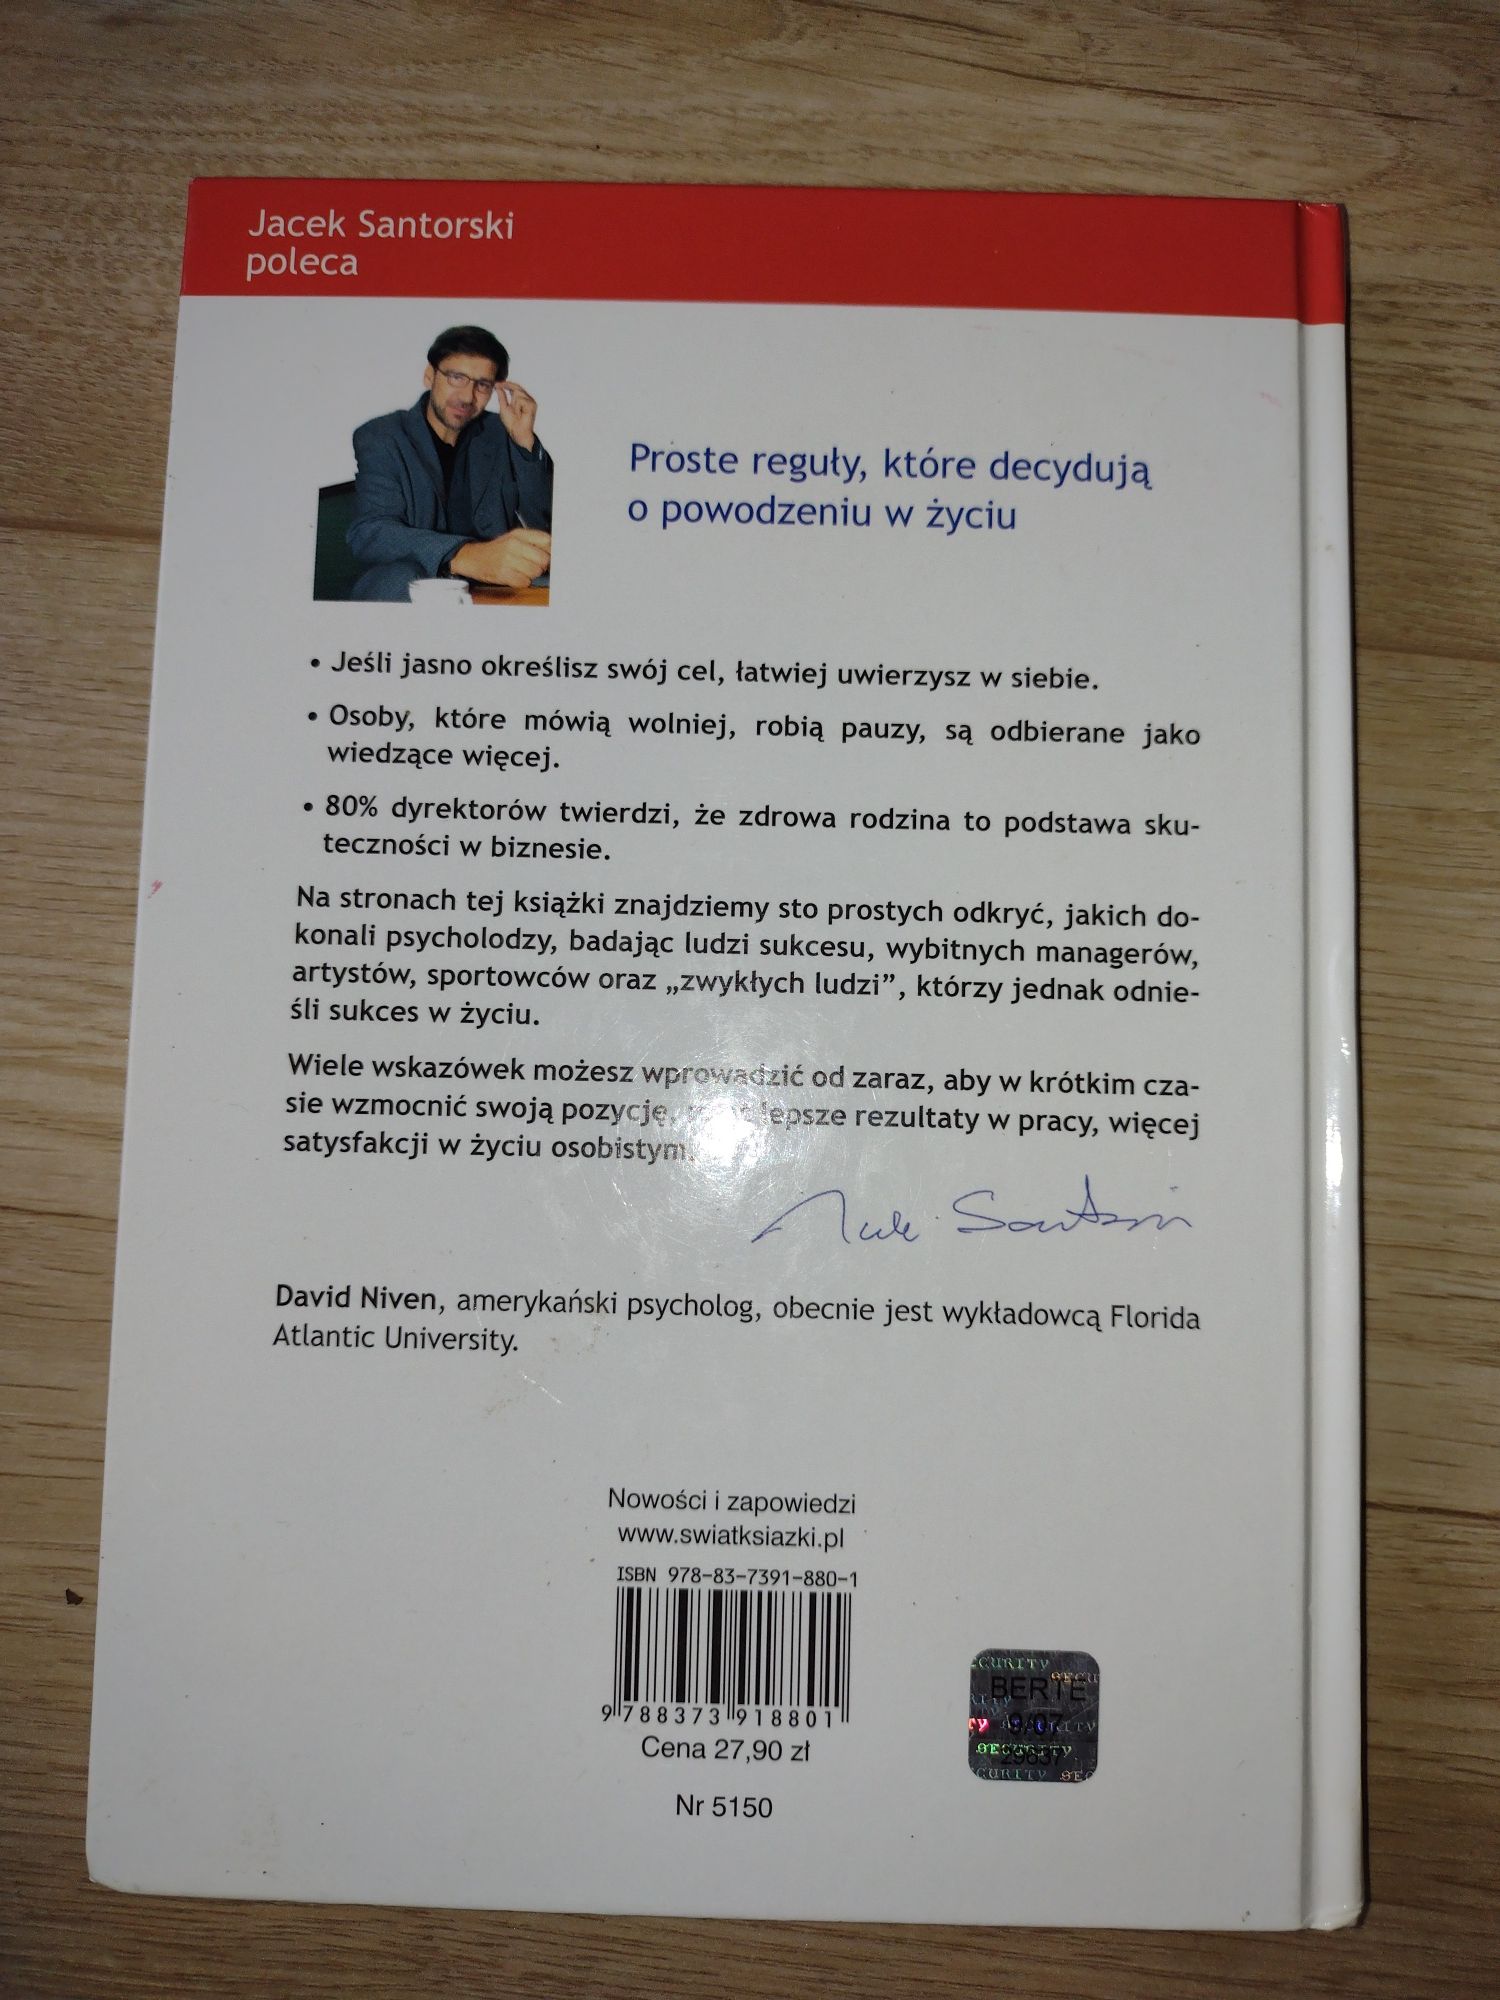 Jacek Santorski
poleca
Proste reguły, które decydują
o powodzeniu w życiu
• Jeśli jasno określisz swój cel, łatwiej uwierzysz w siebie.
• Osoby, które mówią wolniej, robią pauzy, są odbierane jako
wiedzące więcej.
• 80% dyrektorów twierdzi, że zdrowa rodzina to podstawa sku-
teczności w biznesie.
Na stronach tej książki znajdziemy sto prostych odkryć, jakich do-
konali psycholodzy, badając ludzi sukcesu, wybitnych managerów,
artystów, sportowców oraz „zwykłych ludzi”, którzy jednak odnie-
śli sukces w życiu.
Wiele wskazówek możesz wprowadzić od zaraz, aby w krótkim cza-
sie wzmocnić swoją pozycję, lepsze rezultaty w pracy, więcej
satysfakcji w życiu osobistym.
David Niven, amerykański psycholog, obecnie jest wykładowcą Florida
Atlantic University.
Nowości i zapowiedzi
www.swiatksiazki.pl
ISBN 978-83-7391-880-1
9 788373 918801
Cena 27,90 zł
Nr 5150
SECURITY
BERTE
9/07
29837